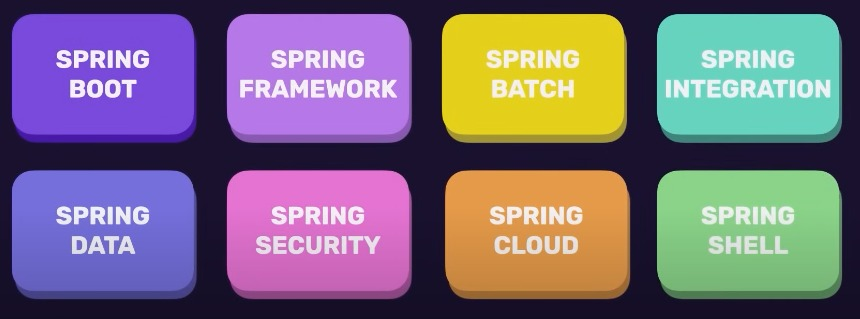 SPRING
BOOT
SPRING
FRAMEWORK
SPRING
BATCH
SPRING
INTEGRATION
SPRING
DATA
SPRING
SECURITY
SPRING
CLOUD
SPRING
SHELL